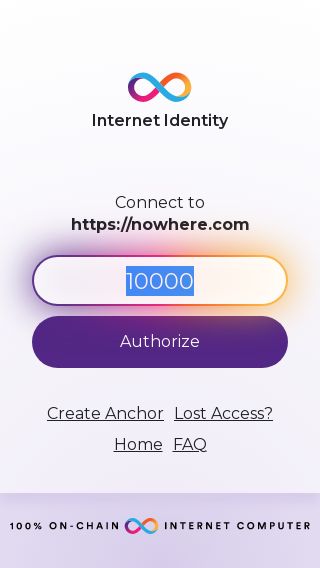 Internet Identity
Connect to
https://nowhere.com
10000
Authorize
Create Anchor Lost Access?
Home FAQ
100% ON-CHAIN INTERNET COMPUTER